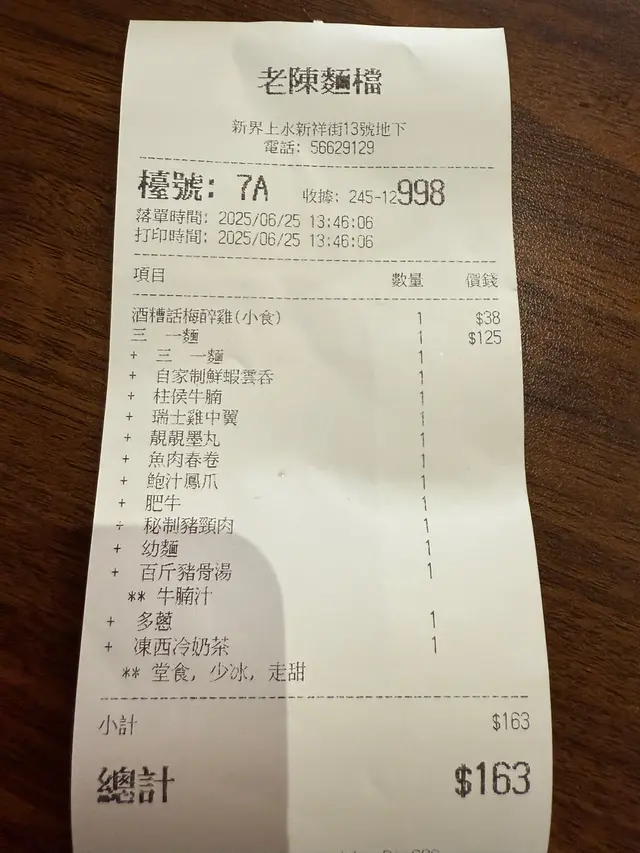 老陳麵檔
新界上水新祥街13號地下
電話: 56629129
檯號: 7A 收據: 245-12998
落單時間: 2025/06/25 13:46:06
打印時間: 2025/06/25 13:46:06
項目 數量 價錢
酒糟話梅醉雞(小食) 1 $38
三 一麵 1 $125
+ 三 一麵 1
+ 自家制鮮蝦雲吞 1
+ 柱侯牛腩 1
+ 瑞士雞中翼 1
+ 靚靚墨丸 1
+ 魚肉春卷 1
+ 鮑汁鳳爪 1
+ 肥牛 1
+ 秘制豬頸肉 1
+ 幼麵 1
+ 百斤豬骨湯 1
** 牛腩汁
+ 多蔥 1
+ 凍西冷奶茶 1
** 堂食, 少冰, 走甜
小計 $163
總計 $163